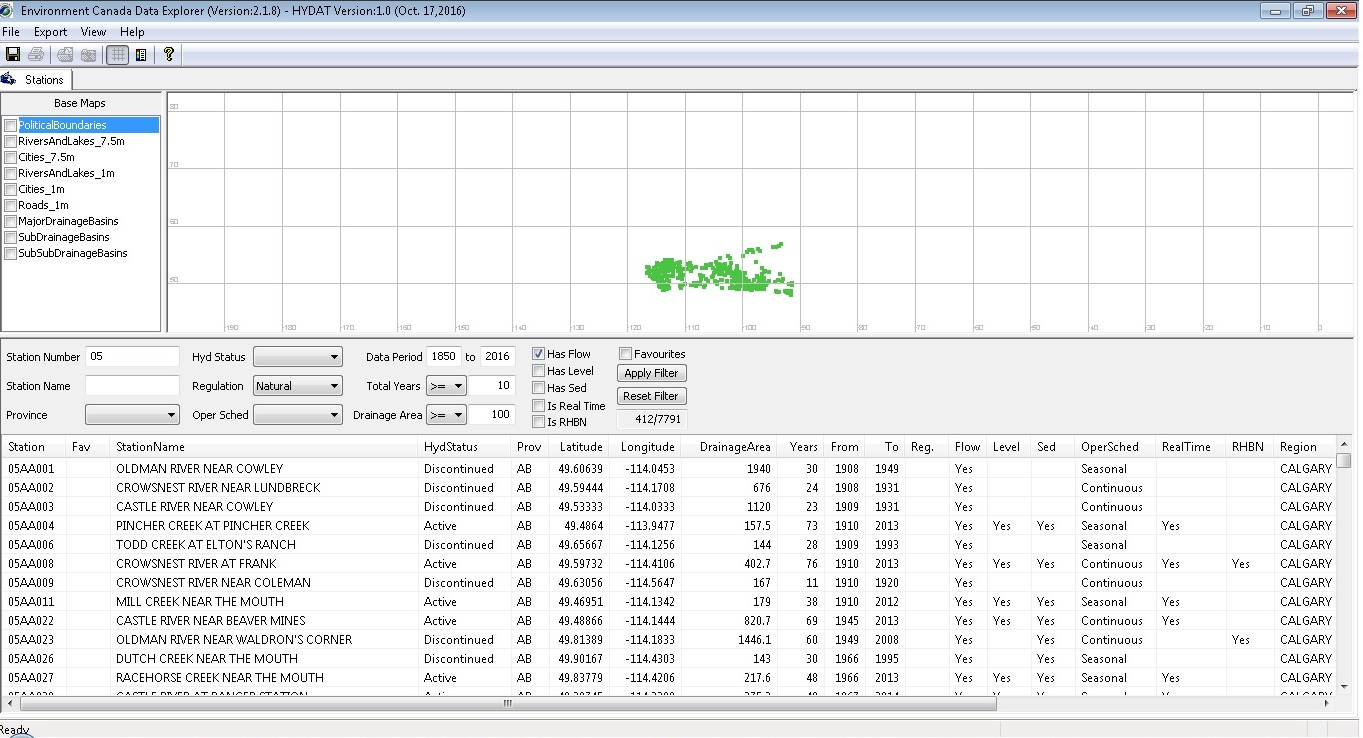 Environment Canada Data Explorer (Version:2.1.8) - HYDAT Version:1.0 (Oct. 17,2016)
File Export View Help
Stations
Base Maps
PoliticalBoundaries
RiversAndLakes_7.5m
Cities_7.5m
RiversAndLakes_1m
Cities_1m
Roads_1m
MajorDrainageBasins
SubDrainageBasins
SubSubDrainageBasins
80
70
60
50
-190 -180 -170 -160 -150 -140 -130 -120 -110 -100 -90 -80 -70 -60 -50 -40 -30 -20 -10 0
Station Number 05 Hyd Status Data Period 1850 to 2016 Has Flow Favourites
Has Level Apply Filter
Station Name Regulation Natural Total Years >= 10 Has Sed Reset Filter
Is Real Time
Province Oper Sched Drainage Area >= 100 Is RHBN 412/7791
Station Fav StationName HydStatus Prov Latitude Longitude DrainageArea Years From To Reg. Flow Level Sed OperSched RealTime RHBN Region
05AA001 OLDMAN RIVER NEAR COWLEY Discontinued AB 49.60639 -114.0453 1940 30 1908 1949 Yes Seasonal CALGARY
05AA002 CROWSNEST RIVER NEAR LUNDBRECK Discontinued AB 49.59444 -114.1708 676 24 1908 1931 Yes Continuous CALGARY
05AA003 CASTLE RIVER NEAR COWLEY Discontinued AB 49.53333 -114.0333 1120 23 1909 1931 Yes Continuous CALGARY
05AA004 PINCHER CREEK AT PINCHER CREEK Active AB 49.4864 -113.9477 157.5 73 1910 2013 Yes Yes Yes Seasonal Yes CALGARY
05AA006 TODD CREEK AT ELTON'S RANCH Discontinued AB 49.65667 -114.1256 144 28 1909 1993 Yes Seasonal CALGARY
05AA008 CROWSNEST RIVER AT FRANK Active AB 49.59732 -114.4106 402.7 76 1910 2013 Yes Yes Yes Continuous Yes Yes CALGARY
05AA009 CROWSNEST RIVER NEAR COLEMAN Discontinued AB 49.63056 -114.5647 167 11 1910 1920 Yes Continuous CALGARY
05AA011 MILL CREEK NEAR THE MOUTH Active AB 49.46951 -114.1342 179 38 1910 2012 Yes Yes Yes Seasonal Yes CALGARY
05AA022 CASTLE RIVER NEAR BEAVER MINES Active AB 49.48866 -114.1444 820.7 69 1945 2013 Yes Yes Yes Continuous Yes CALGARY
05AA023 OLDMAN RIVER NEAR WALDRON'S CORNER Discontinued AB 49.81389 -114.1833 1446.1 60 1949 2008 Yes Yes Continuous Yes CALGARY
05AA026 DUTCH CREEK NEAR THE MOUTH Discontinued AB 49.90167 -114.4303 143 30 1966 1995 Yes Yes Seasonal CALGARY
05AA027 RACEHORSE CREEK NEAR THE MOUTH Active AB 49.83779 -114.4206 217.6 48 1966 2013 Yes Yes Yes Seasonal Yes CALGARY
CASTLE RIVER AT RANGER STATION
Ready